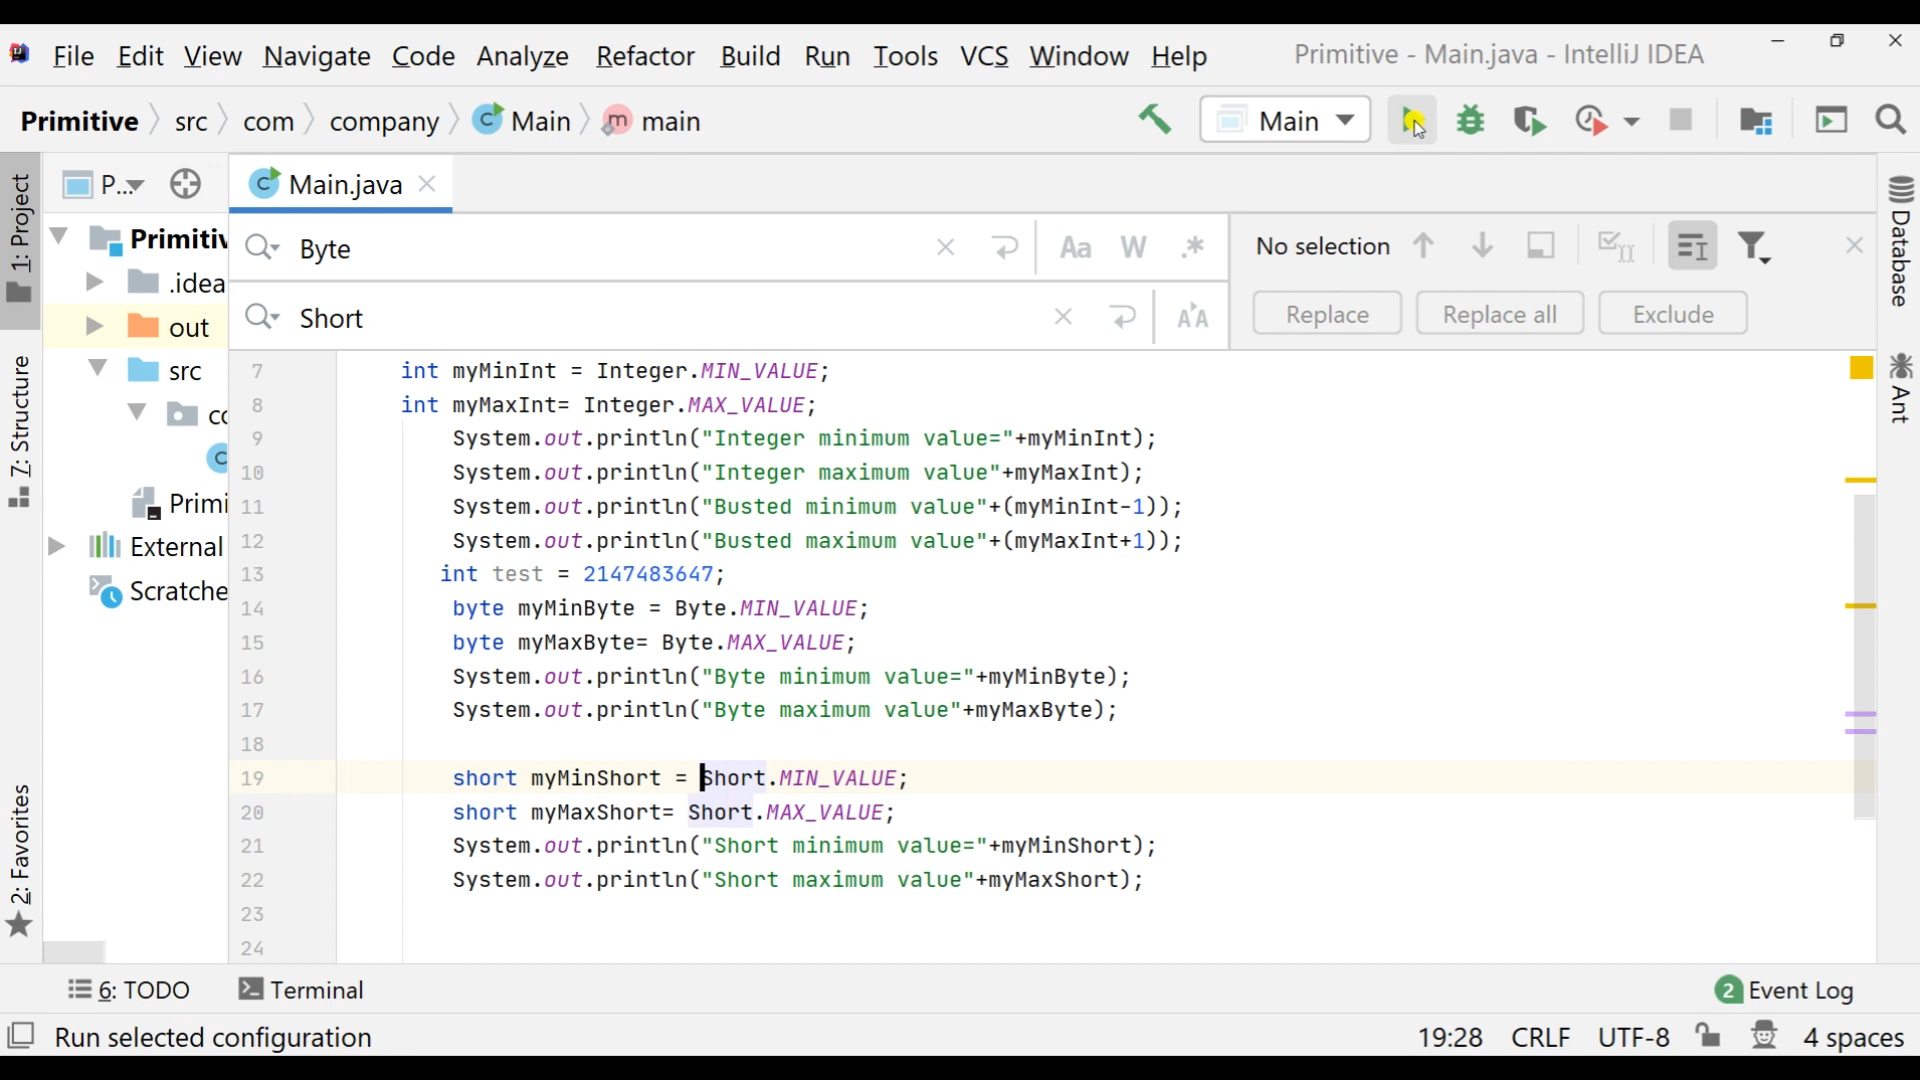 File Edit View Navigate Code Analyze Refactor Build Run Tools VCS Window Help Primitive - Main.java - IntelliJ IDEA
Primitive src com company Main main Main
P... Main.java
Byte No selection
Short Replace Replace all Exclude
1: Project
7: Structure
2: Favorites
Primitiv
.idea
out
src
co
Primi
External
Scratche
7 int myMinInt = Integer.MIN_VALUE;
8 int myMaxInt= Integer.MAX_VALUE;
9 System.out.println("Integer minimum value="+myMinInt);
10 System.out.println("Integer maximum value"+myMaxInt);
11 System.out.println("Busted minimum value"+(myMinInt-1));
12 System.out.println("Busted maximum value"+(myMaxInt+1));
13 int test = 2147483647;
14 byte myMinByte = Byte.MIN_VALUE;
15 byte myMaxByte= Byte.MAX_VALUE;
16 System.out.println("Byte minimum value="+myMinByte);
17 System.out.println("Byte maximum value"+myMaxByte);
18
19 short myMinShort = Short.MIN_VALUE;
20 short myMaxShort= Short.MAX_VALUE;
21 System.out.println("Short minimum value="+myMinShort);
22 System.out.println("Short maximum value"+myMaxShort);
23
24
Database
Ant
6: TODO Terminal 2 Event Log
Run selected configuration 19:28 CRLF UTF-8 4 spaces